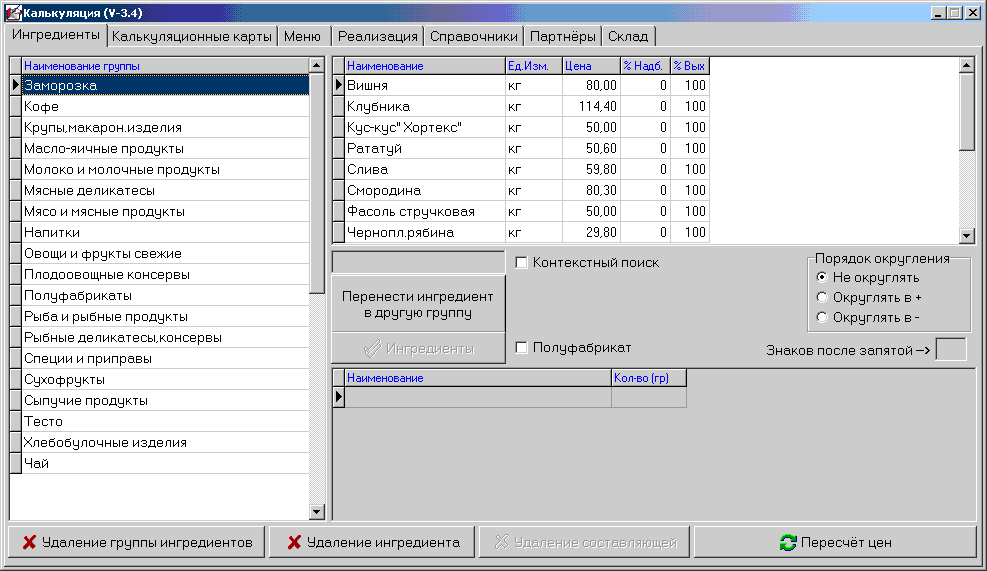 Калькуляция (V-3.4)
Ингредиенты Калькуляционные карты Меню Реализация Справочники Партнёры Склад
Наименование группы
Заморозка
Кофе
Крупы,макарон.изделия
Масло-яичные продукты
Молоко и молочные продукты
Мясные деликатесы
Мясо и мясные продукты
Напитки
Овощи и фрукты свежие
Плодоовощные консервы
Полуфабрикаты
Рыба и рыбные продукты
Рыбные деликатесы,консервы
Специи и приправы
Сухофрукты
Сыпучие продукты
Тесто
Хлебобулочные изделия
Чай
Наименование Ед.Изм. Цена % Надб. % Вых
Вишня кг 80,00 0 100
Клубника кг 114,40 0 100
Кус-кус" Хортекс" кг 50,00 0 100
Рататуй кг 50,60 0 100
Слива кг 59,80 0 100
Смородина кг 80,30 0 100
Фасоль стручковая кг 50,00 0 100
Чернопл.рябина кг 29,80 0 100
Контекстный поиск
Перенести ингредиент
в другую группу
Ингредиенты
Полуфабрикат
Порядок округления
Не округлять
Округлять в +
Округлять в -
Знаков после запятой -->
Наименование Кол-во (гр)
Удаление группы ингредиентов Удаление ингредиента Удаление составляющей Пересчёт цен